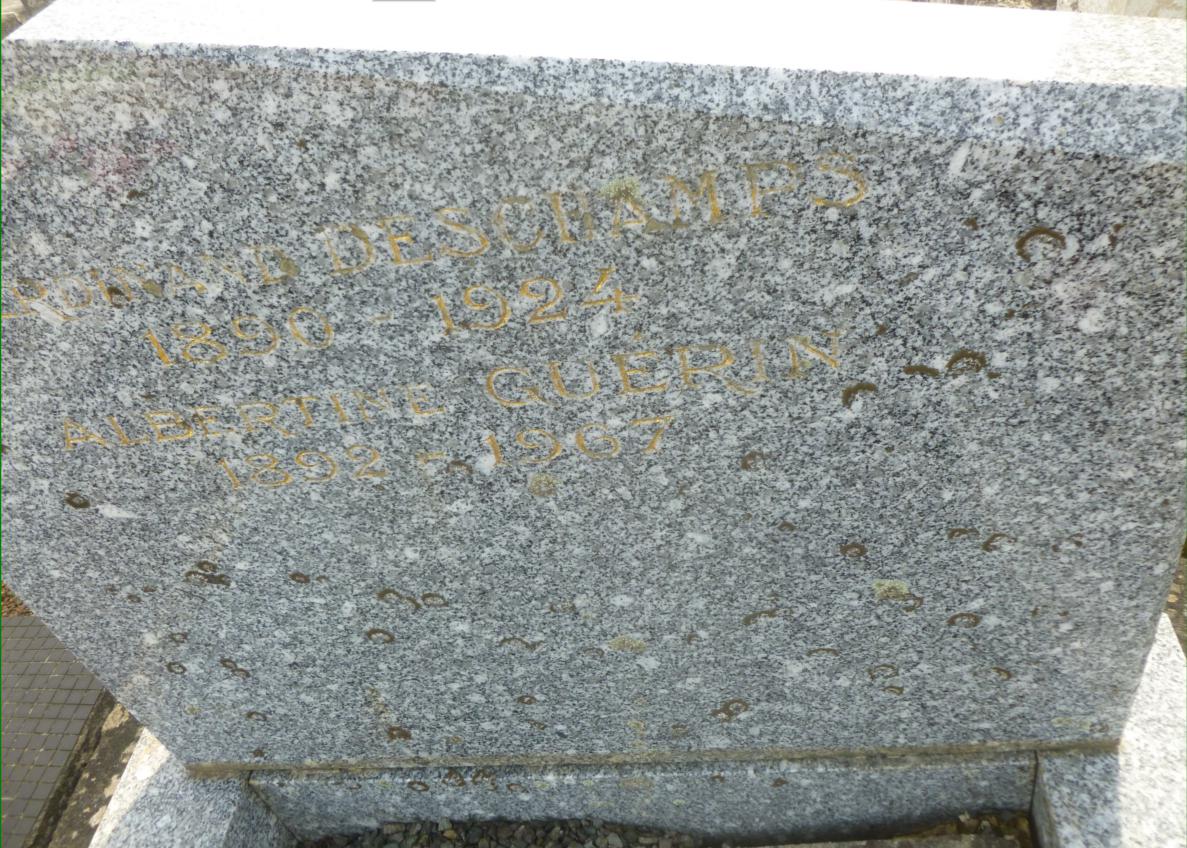 DESCHAMPS
1890 - 1924
ALBERTINE GUÉRIN
1892 - 1967